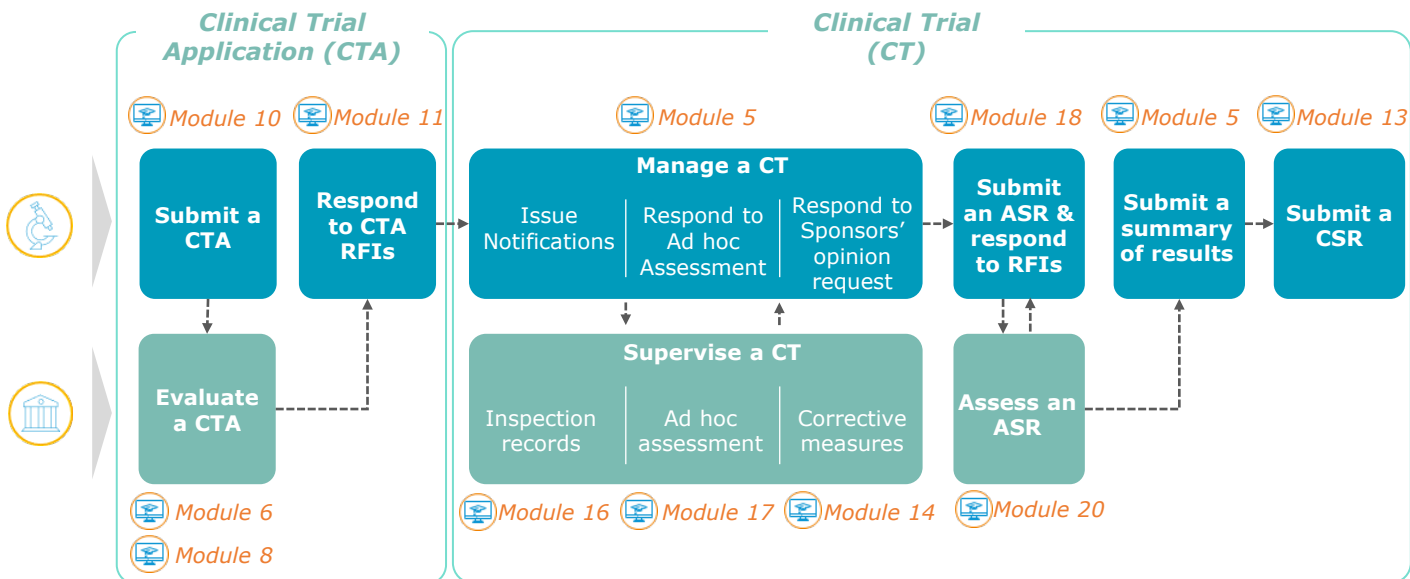 Clinical Trial
Application (CTA)
Clinical Trial
(CT)
Module 10
Module 11
Module 5
Module 18
Module 5
Module 13
Submit a
CTA
Respond
to CTA
RFIs
Manage a CT
Issue
Notifications
Respond to
Ad hoc
Assessment
Respond to
Sponsors’
opinion
request
Submit
an ASR &
respond
to RFIs
Submit a
summary
of results
Submit a
CSR
Evaluate
a CTA
Supervise a CT
Inspection
records
Ad hoc
assessment
Corrective
measures
Assess an
ASR
Module 6
Module 8
Module 16
Module 17
Module 14
Module 20